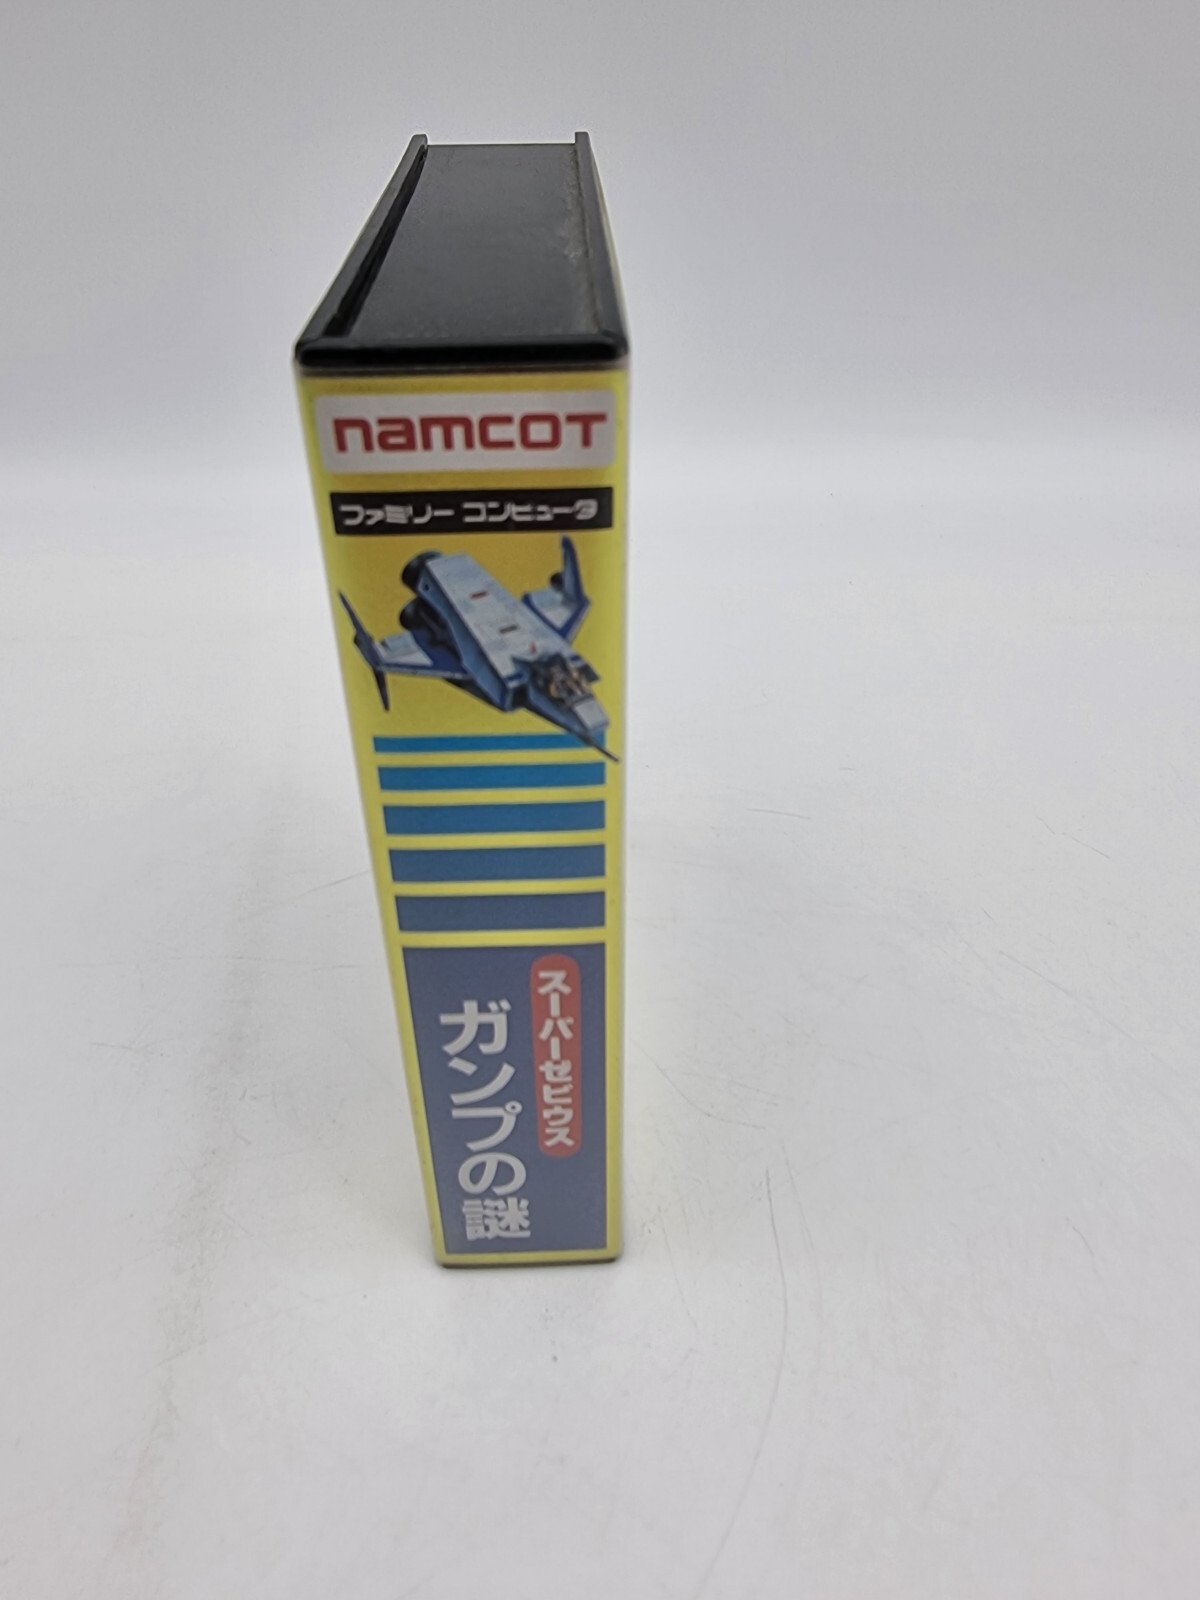 namcot
ファミリー コンピュータ
スーパーゼビウス
ガンプの謎